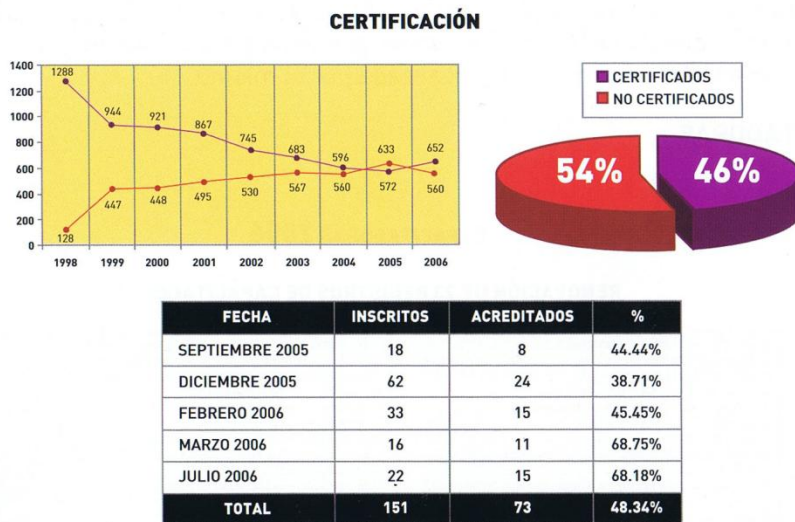 CERTIFICACIÓN
1400
1200
1000
800
600
400
200
0
1288
944
921
867
745
683
596
633
652
128
447
448
495
530
567
560
572
560
1998 1999 2000 2001 2002 2003 2004 2005 2006
CERTIFICADOS
NO CERTIFICADOS
54% 46%
FECHA INSCRITOS ACREDITADOS %
SEPTIEMBRE 2005 18 8 44.44%
DICIEMBRE 2005 62 24 38.71%
FEBRERO 2006 33 15 45.45%
MARZO 2006 16 11 68.75%
JULIO 2006 22 15 68.18%
TOTAL 151 73 48.34%